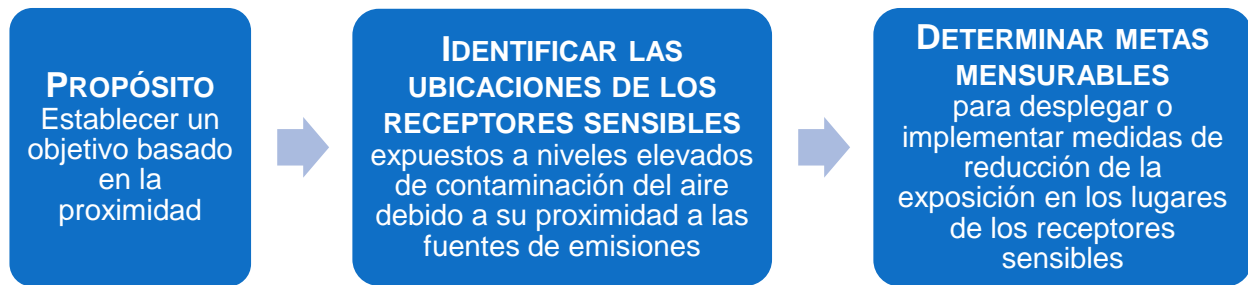 PROPÓSITO
Establecer un
objetivo basado
en la
proximidad
IDENTIFICAR LAS
UBICACIONES DE LOS
RECEPTORES SENSIBLES
expuestos a niveles elevados
de contaminación del aire
debido a su proximidad a las
fuentes de emisiones
DETERMINAR METAS
MENSURABLES
para desplegar o
implementar medidas de
reducción de la
exposición en los lugares
de los receptores
sensibles